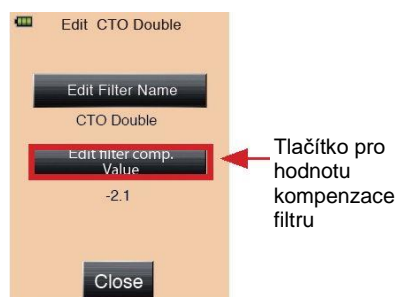 Edit CTO Double
Edit Filter Name
CTO Double
Edit filter comp.
Value
-2.1
Close
Tlačítko pro
hodnotu
kompenzace
filtru